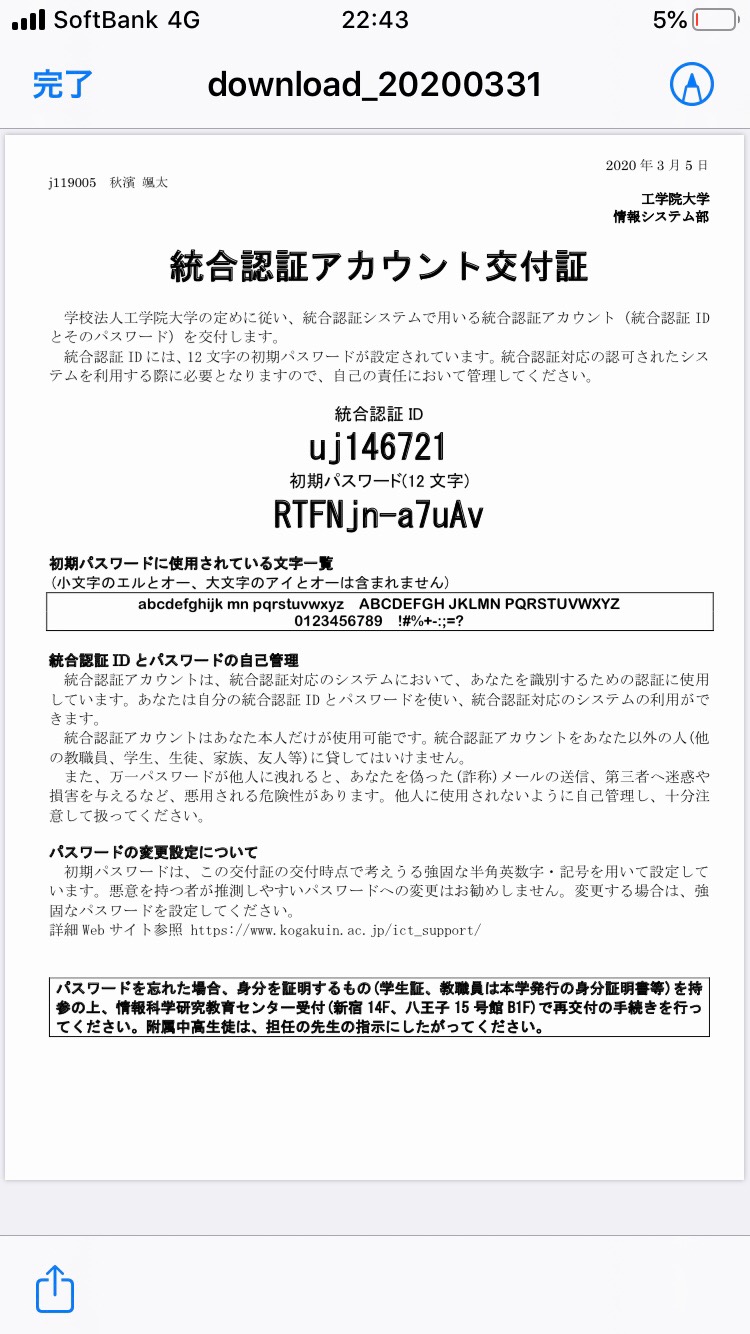 SoftBank 4G 22:43 5%
完了 download_20200331
2020年3月5日
j119005 秋濱 颯太
工学院大学
情報システム部
統合認証アカウント交付証
学校法人工学院大学の定めに従い、統合認証システムで用いる統合認証アカウント（統合認証 ID
とそのパスワード）を交付します。
統合認証 ID には、12 文字の初期パスワードが設定されています。統合認証対応の認可されたシス
テムを利用する際に必要となりますので、自己の責任において管理してください。
統合認証 ID
uj146721
初期パスワード(12 文字)
RTFNjn-a7uAv
初期パスワードに使用されている文字一覧
（小文字のエルとオー、大文字のアイとオーは含まれません）
abcdefghijk mn pqrstuvwxyz ABCDEFGH JKLMN PQRSTUVWXYZ
0123456789 !#%+-:;=?
統合認証 ID とパスワードの自己管理
統合認証アカウントは、統合認証対応のシステムにおいて、あなたを識別するための認証に使用
しています。あなたは自分の統合認証 ID とパスワードを使い、統合認証対応のシステムの利用がで
きます。
統合認証アカウントはあなた本人だけが使用可能です。統合認証アカウントをあなた以外の人(他
の教職員、学生、生徒、家族、友人等)に貸してはいけません。
また、万一パスワードが他人に洩れると、あなたを偽った(詐称)メールの送信、第三者へ迷惑や
損害を与えるなど、悪用される危険性があります。他人に使用されないように自己管理し、十分注
意して扱ってください。
パスワードの変更設定について
初期パスワードは、この交付証の交付時点で考えうる強固な半角英数字・記号を用いて設定して
います。悪意を持つ者が推測しやすいパスワードへの変更はお勧めしません。変更する場合は、強
固なパスワードを設定してください。
詳細 Web サイト参照 https://www.kogakuin.ac.jp/ict_support/
パスワードを忘れた場合、身分を証明するもの(学生証、教職員は本学発行の身分証明書等)を持
参の上、情報科学研究教育センター受付(新宿 14F、八王子 15 号館 B1F)で再交付の手続きを行っ
てください。附属中高生徒は、担任の先生の指示にしたがってください。